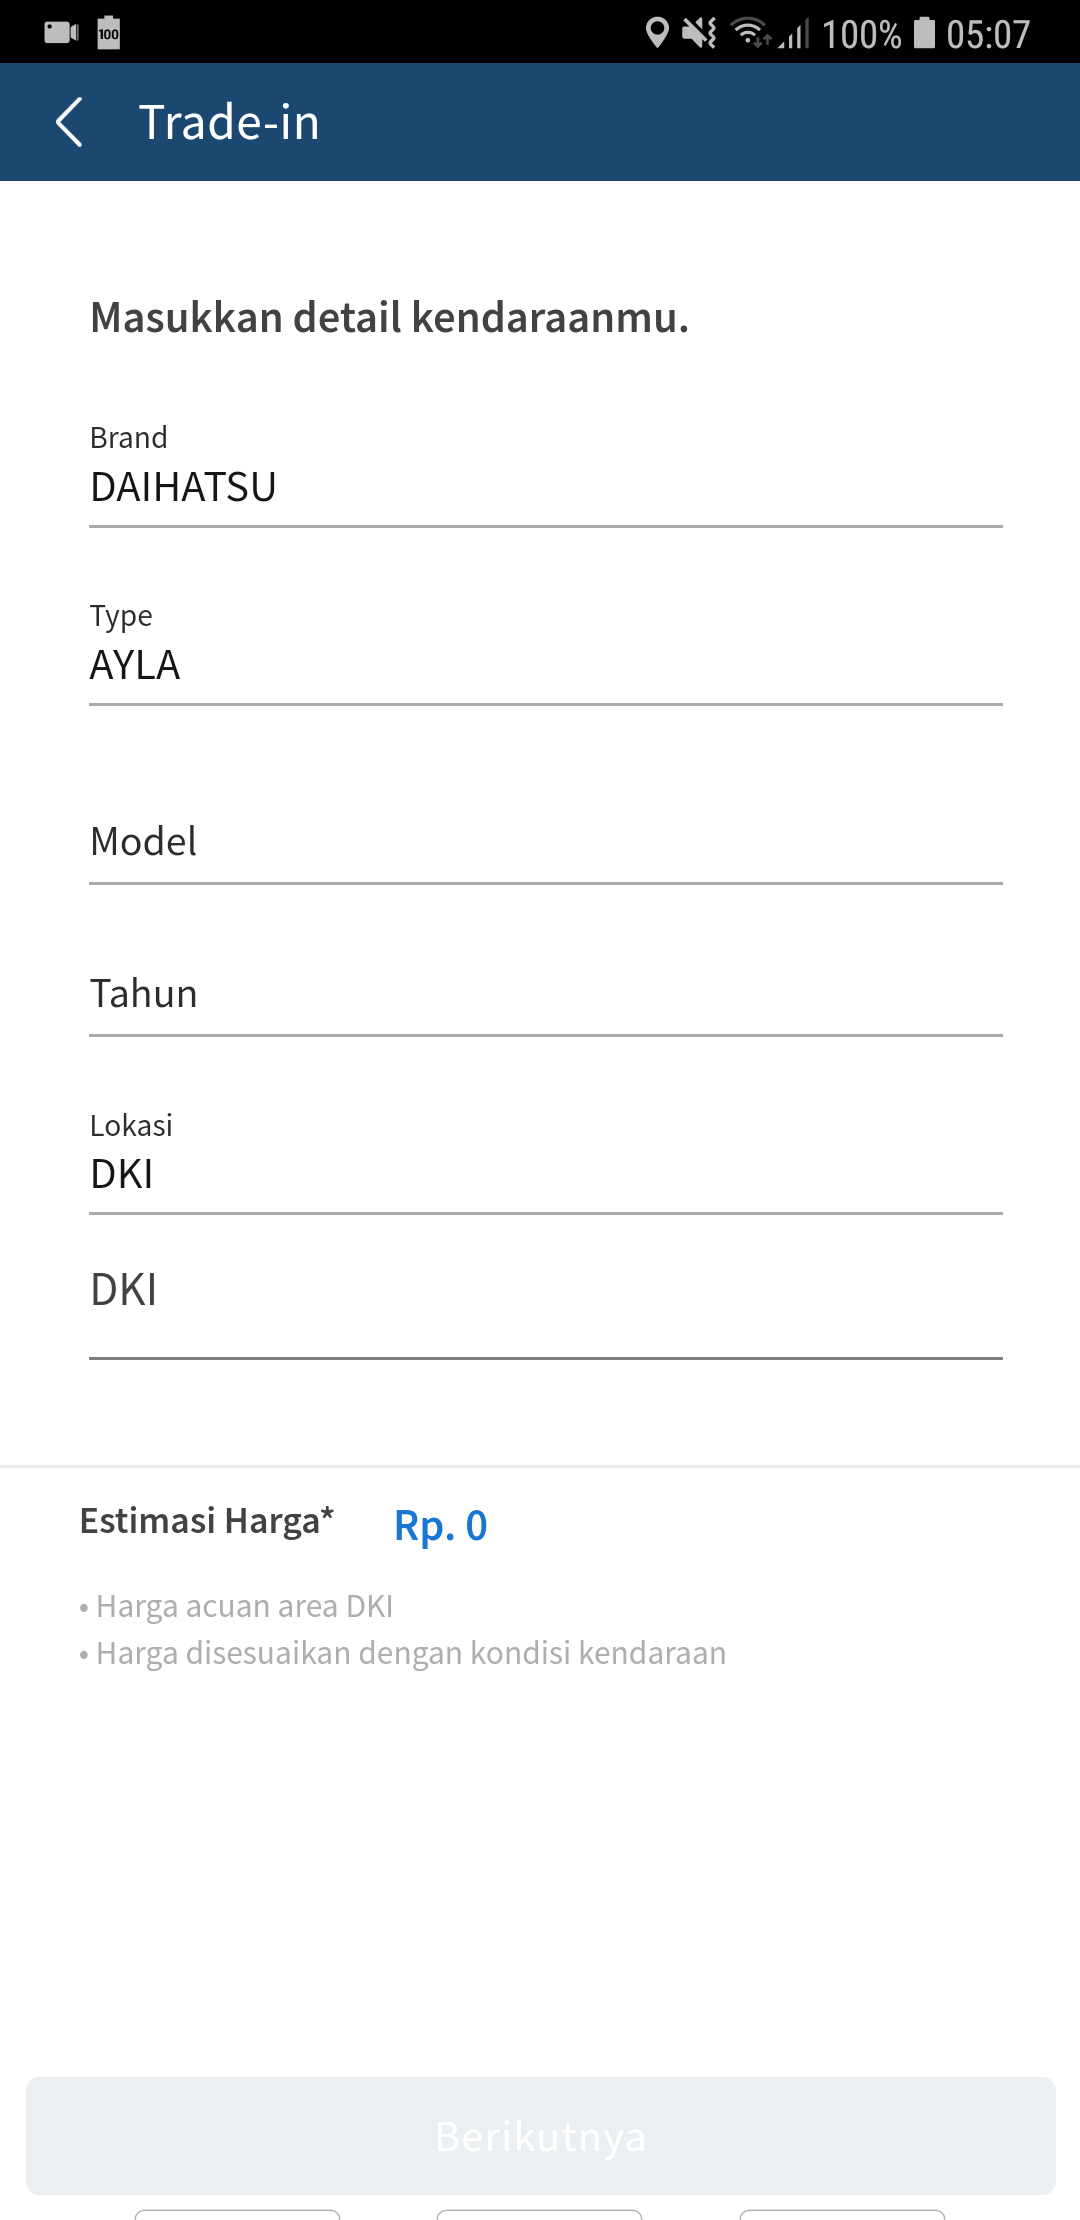 100
100% 05:07
Trade-in
Masukkan detail kendaraanmu.
Brand
DAIHATSU
Type
AYLA
Model
Tahun
Lokasi
DKI
DKI
Estimasi Harga* Rp. 0
• Harga acuan area DKI
• Harga disesuaikan dengan kondisi kendaraan
Berikutnya